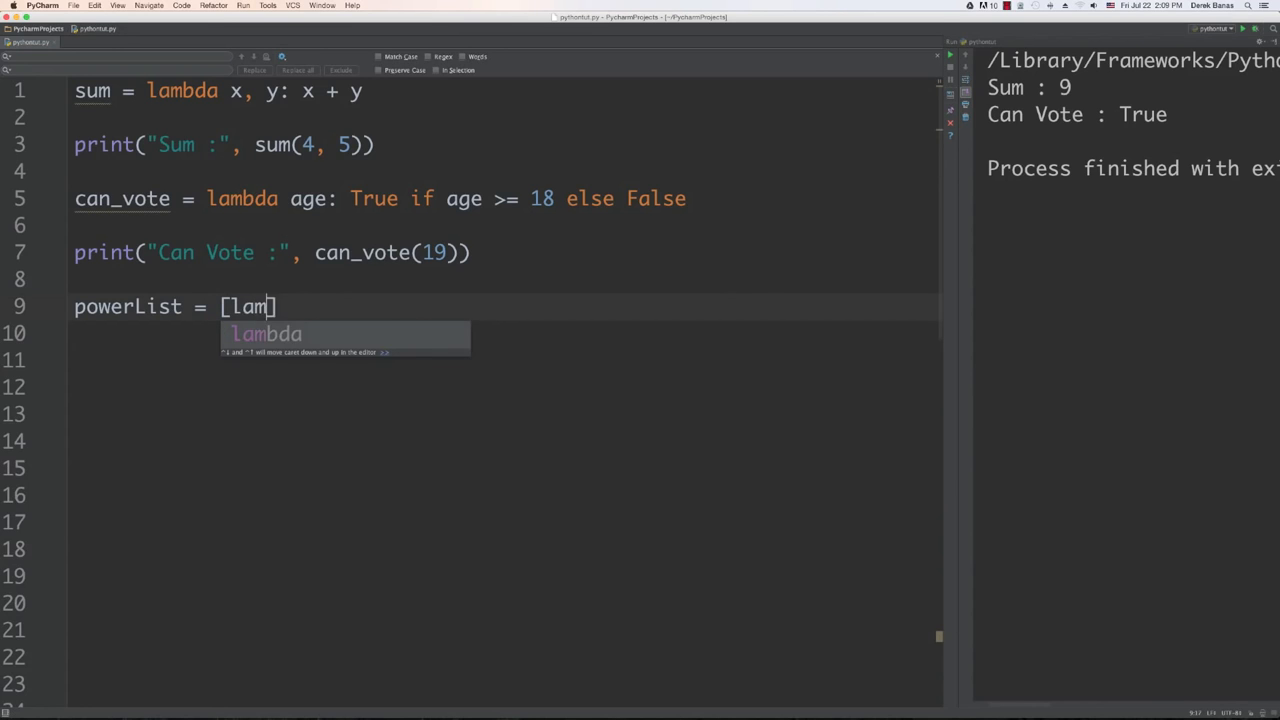 PyCharm File Edit View Navigate Code Refactor Run Tools VCS Window Help
10 Fri Jul 22 2:09 PM Derek Banas
pythontut.py - PycharmProjects - [~/PycharmProjects]
PycharmProjects pythontut.py
pythontut
pythontut.py
Run pythontut
Match Case Regex Words
Replace Replace all Exclude Preserve Case In Selection
1 sum = lambda x, y: x + y
2
3 print("Sum :", sum(4, 5))
4
5 can_vote = lambda age: True if age >= 18 else False
6
7 print("Can Vote :", can_vote(19))
8
9 powerList = [lam]
10 lambda
^↓ and ^↑ will move caret down and up in the editor >>
11
12
13
14
15
16
17
18
19
20
21
22
23
/Library/Frameworks/Pytho
Sum : 9
Can Vote : True
Process finished with exi
9:17 LF≑ UTF-8≑